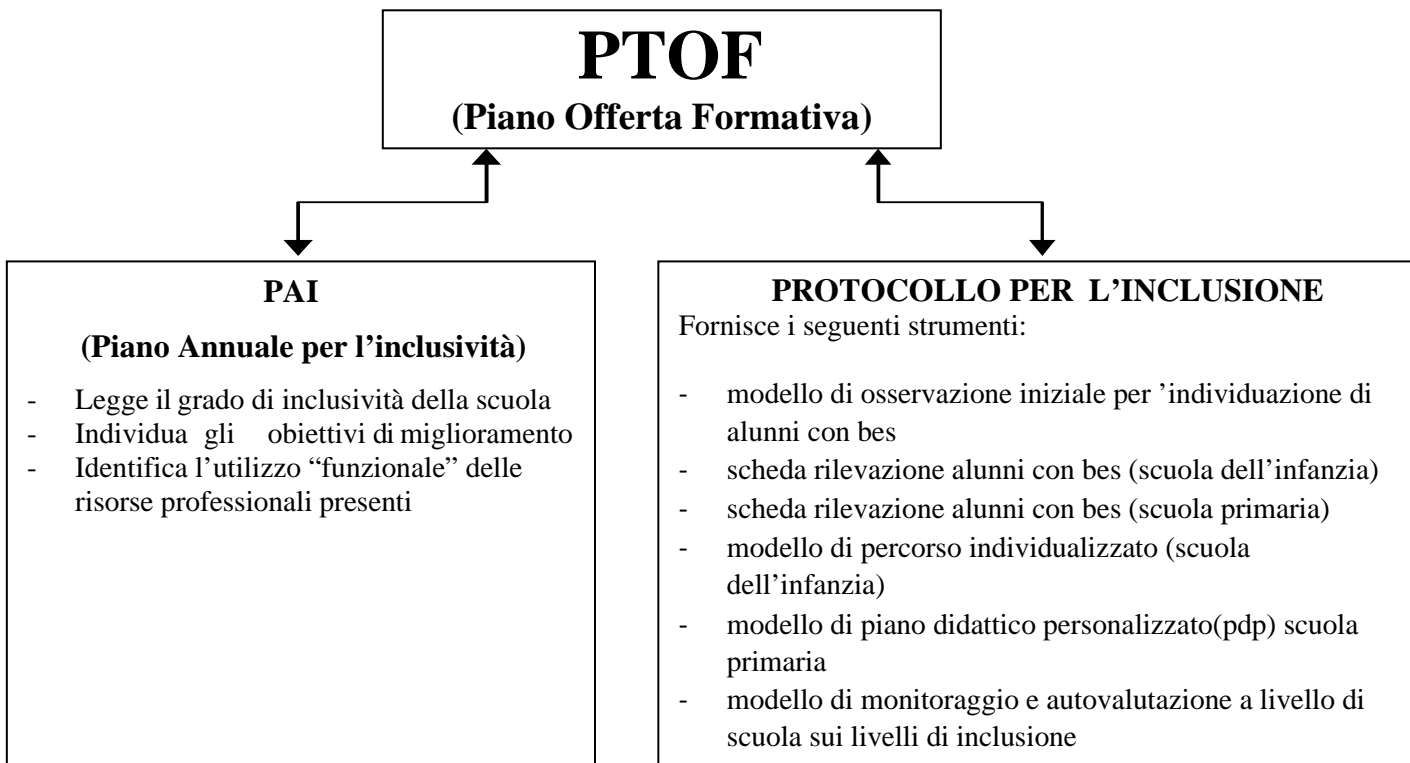 PTOF
(Piano Offerta Formativa)
PAI
(Piano Annuale per l’inclusività)
- Legge il grado di inclusività della scuola
- Individua gli obiettivi di miglioramento
- Identifica l’utilizzo “funzionale” delle
risorse professionali presenti
PROTOCOLLO PER L’INCLUSIONE
Fornisce i seguenti strumenti:
- modello di osservazione iniziale per ’individuazione di
alunni con bes
- scheda rilevazione alunni con bes (scuola dell’infanzia)
- scheda rilevazione alunni con bes (scuola primaria)
- modello di percorso individualizzato (scuola
dell’infanzia)
- modello di piano didattico personalizzato(pdp) scuola
primaria
- modello di monitoraggio e autovalutazione a livello di
scuola sui livelli di inclusione